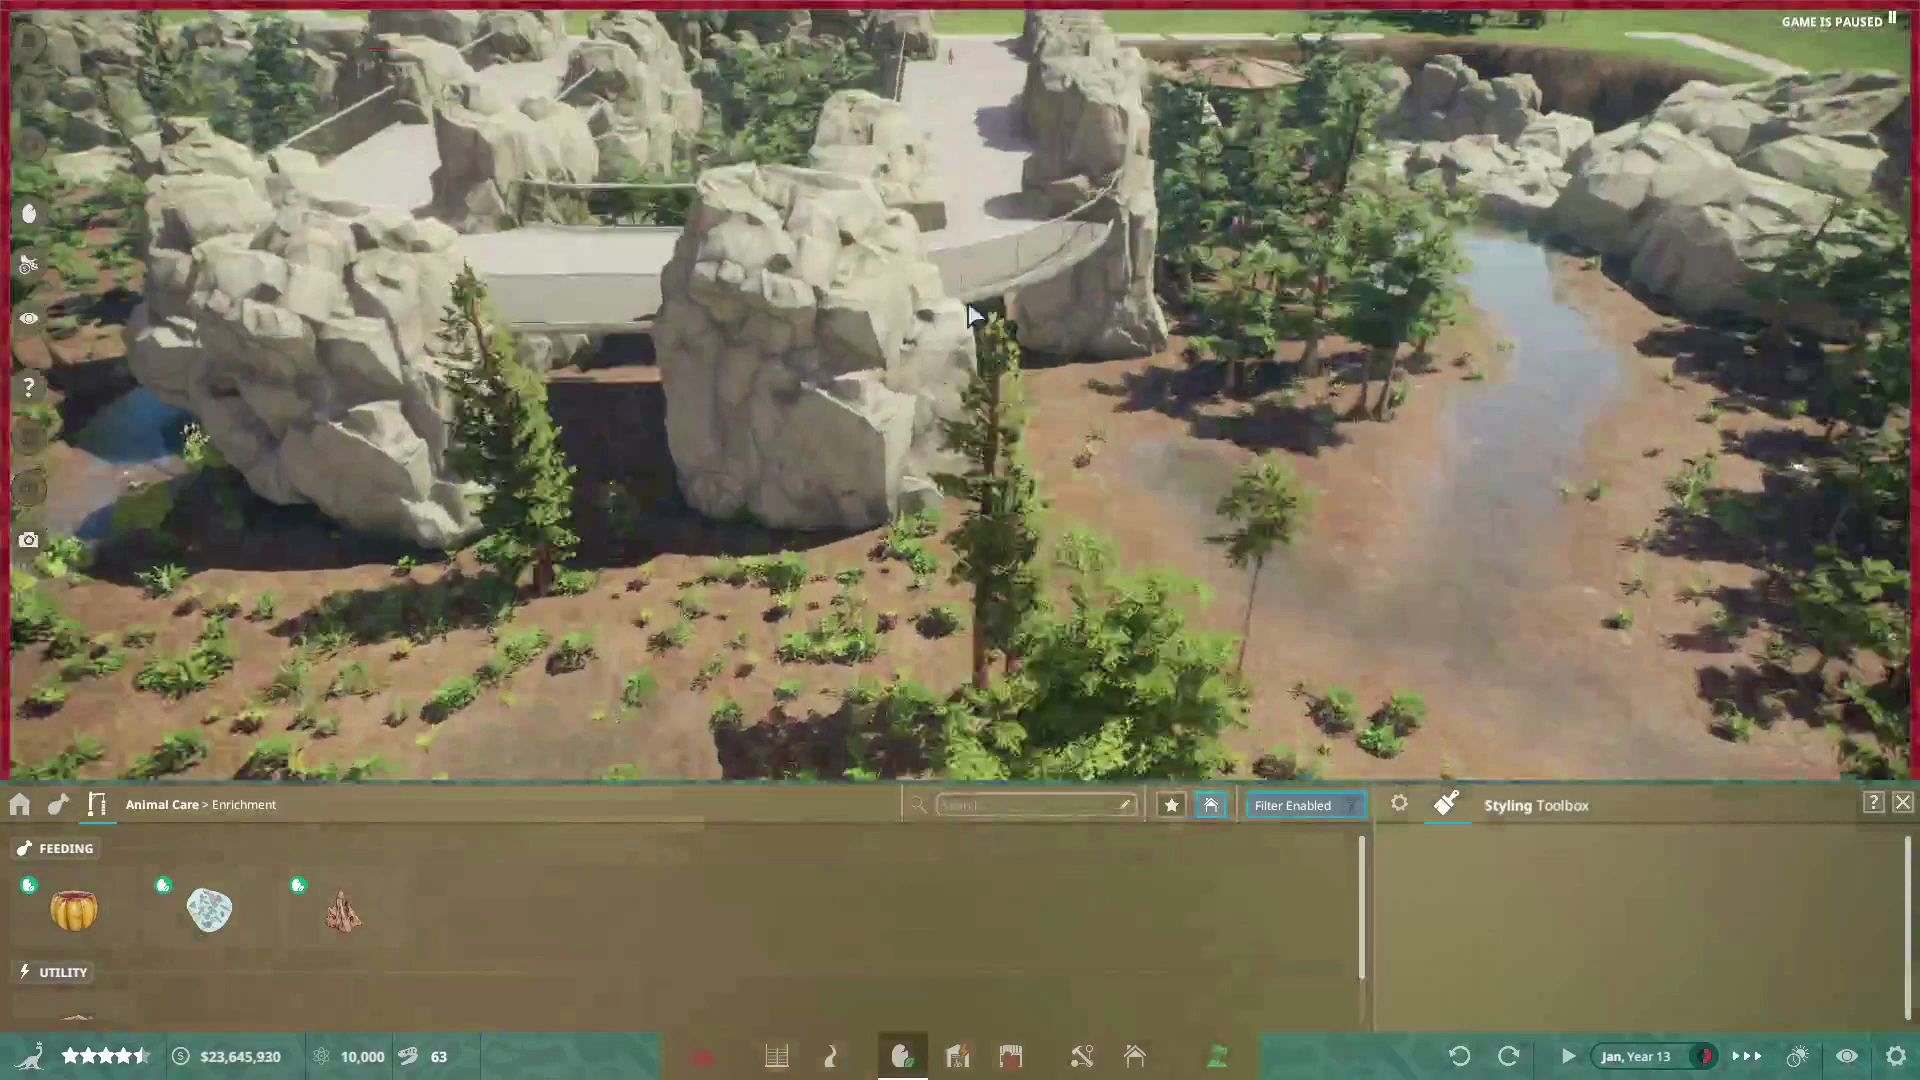 GAME IS PAUSED
Animal Care > Enrichment
Search
Filter Enabled
Styling Toolbox
?
FEEDING
UTILITY
$23,645,930
10,000
63
Jan, Year 13